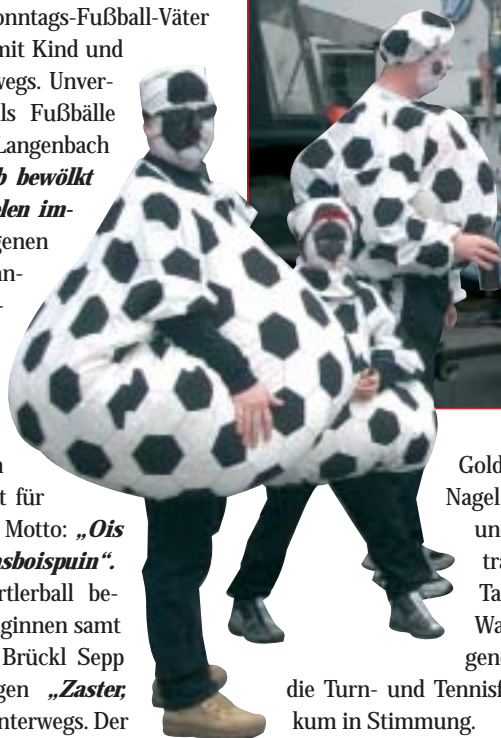 onntags-Fußball-Väter
mit Kind und
wegs. Unver-
ls Fußbälle
Langenbach
b bewölkt
len im-
genen
an-
-
t für
Motto: „Ois
sboispuin“.
rtlerball be-
ginnen samt
Brückl Sepp
gen „Zaster,
nterwegs. Der
Gold
Nagel
un
tra
Ta
Wa
gen
die Turn- und Tennisf
kum in Stimmung.